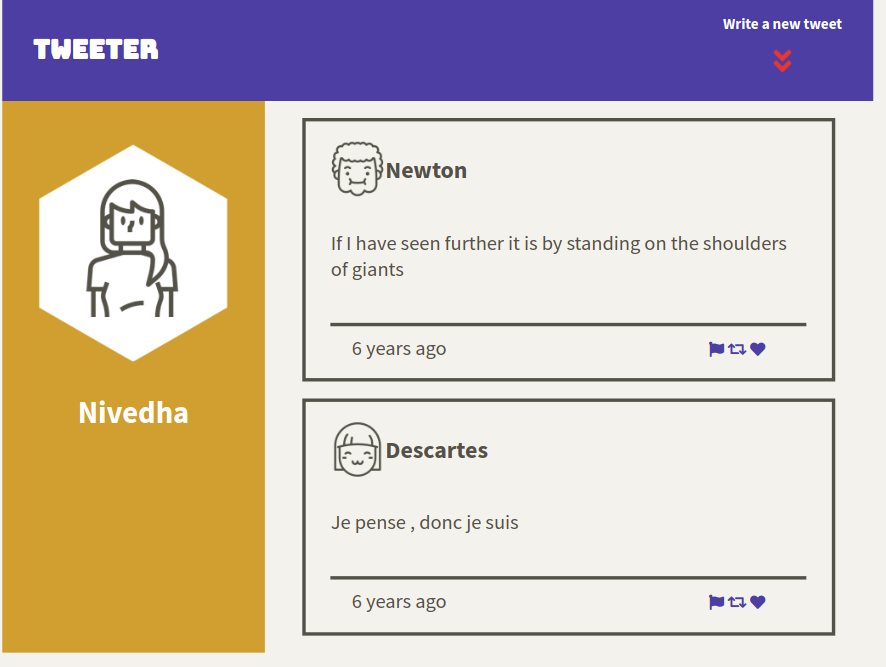 Write a new tweet
TWEETER
Newton
If I have seen further it is by standing on the shoulders
of giants
6 years ago
Nivedha
Descartes
Je pense , donc je suis
6 years ago